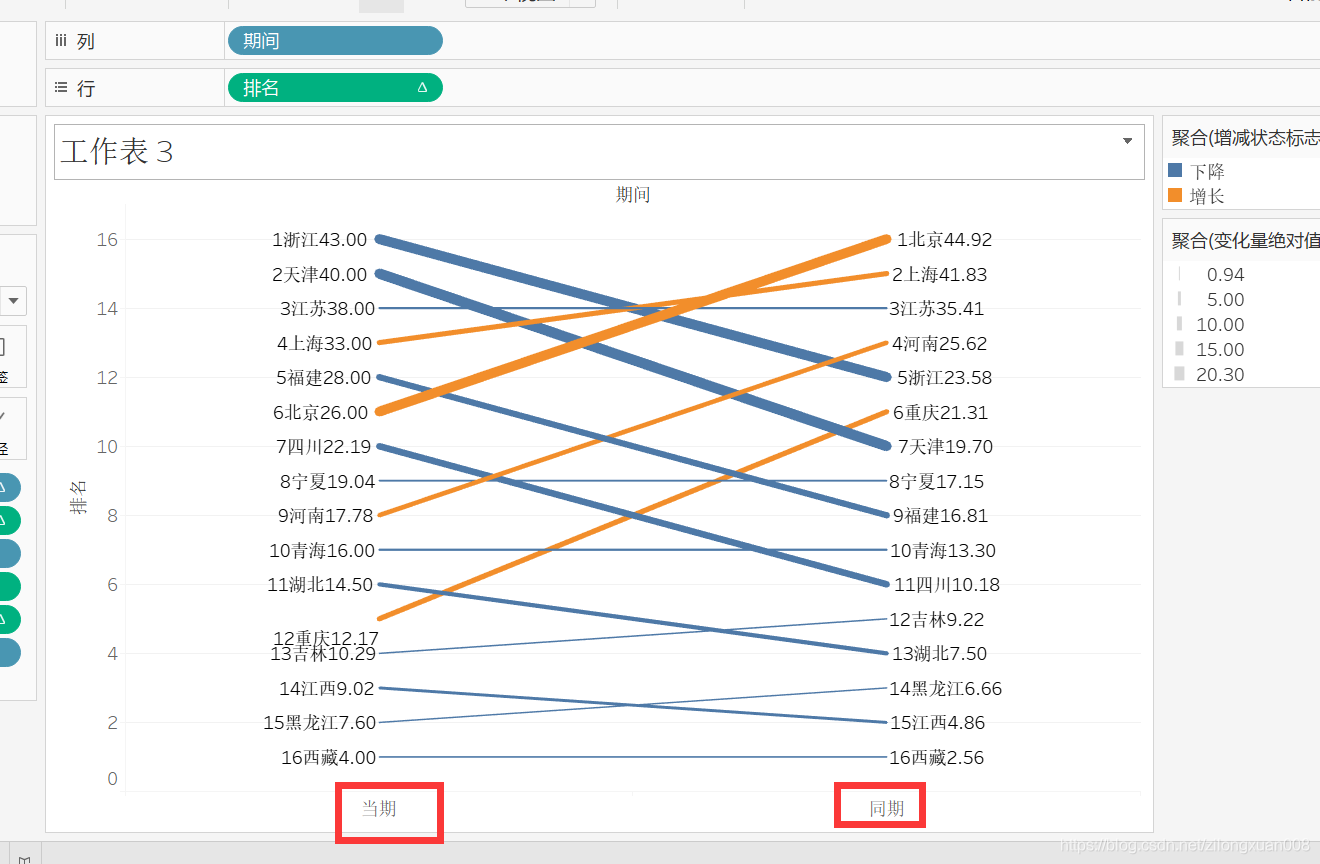 列
期间
行
排名
工作表 3
期间
聚合(增减状态标志
下降
增长
聚合(变化量绝对值
0.94
5.00
10.00
15.00
20.30
排名
16
14
12
10
8
6
4
2
0
1浙江43.00
1北京44.92
2天津40.00
2上海41.83
3江苏38.00
3江苏35.41
4上海33.00
4河南25.62
5福建28.00
5浙江23.58
6北京26.00
6重庆21.31
7四川22.19
7天津19.70
8宁夏19.04
8宁夏17.15
9河南17.78
9福建16.81
10青海16.00
10青海13.30
11湖北14.50
11四川10.18
12重庆12.17
12吉林9.22
13吉林10.29
13湖北7.50
14江西9.02
14黑龙江6.66
15黑龙江7.60
15江西4.86
16西藏4.00
16西藏2.56
当期
同期
https://blog.csdn.net/zilongxuan008